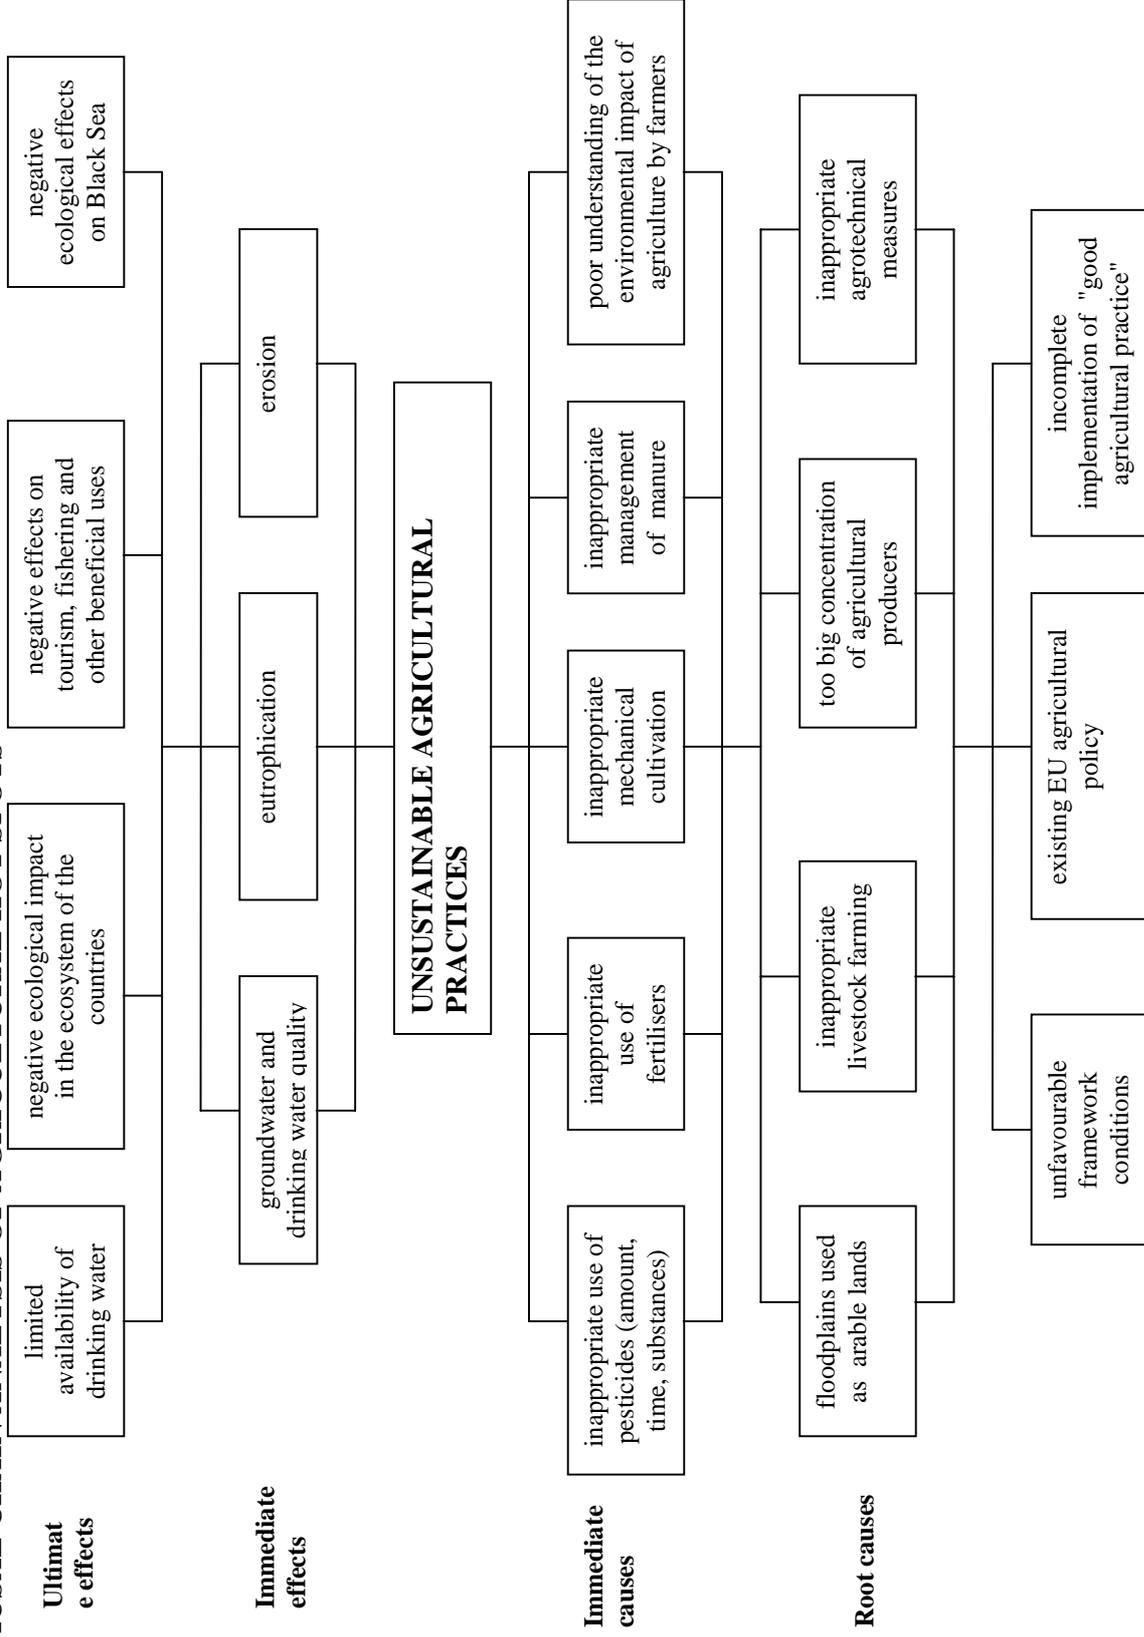 Ultimat
e effects
limited
availability of
drinking water
negative ecological impact
in the ecosystem of the
countries
negative effects on
tourism, fishering and
other beneficial uses
negative
ecological effects
on Black Sea
Immediate
effects
groundwater and
drinking water quality
eutrophication
erosion
UNSUSTAINABLE AGRICULTURAL
PRACTICES
Immediate
causes
inappropriate use of
pesticides (amount,
time, substances)
inappropriate
use of
fertilisers
inappropriate
mechanical
cultivation
inappropriate
management
of manure
poor understanding of the
environmental impact of
agriculture by farmers
Root causes
floodplains used
as arable lands
inappropriate
livestock farming
too big concentration
of agricultural
producers
inappropriate
agrotechnical
measures
unfavourable
framework
conditions
existing EU agricultural
policy
incomplete
implementation of "good
agricultural practice"